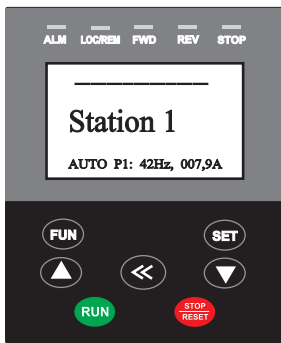 ALM LOC/REM FWD REV STOP
Station 1
AUTO P1: 42Hz, 007,9A
FUN SET
RUN STOP
RESET